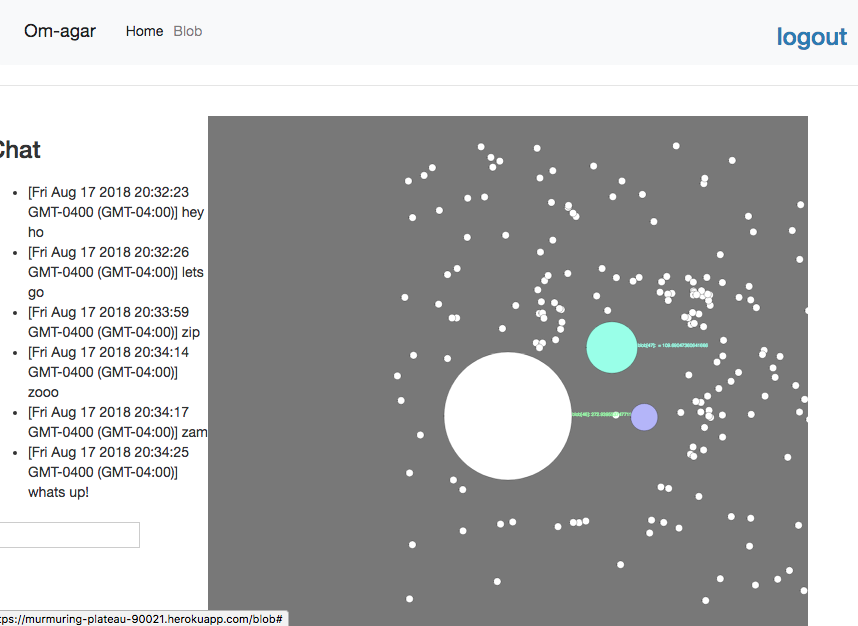 Om-agar Home Blob logout
Chat
[Fri Aug 17 2018 20:32:23
GMT-0400 (GMT-04:00)] hey
ho
[Fri Aug 17 2018 20:32:26
GMT-0400 (GMT-04:00)] lets
go
[Fri Aug 17 2018 20:33:59
GMT-0400 (GMT-04:00)] zip
[Fri Aug 17 2018 20:34:14
GMT-0400 (GMT-04:00)]
zooo
[Fri Aug 17 2018 20:34:17
GMT-0400 (GMT-04:00)] zam
[Fri Aug 17 2018 20:34:25
GMT-0400 (GMT-04:00)]
whats up!
tps://murmuring-plateau-90021.herokuapp.com/blob#